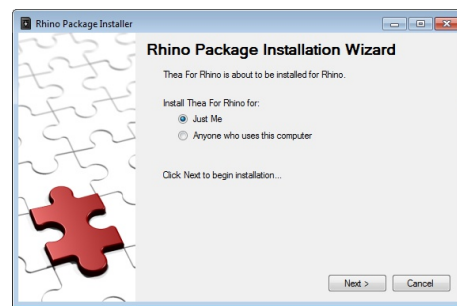 Rhino Package Installer
Rhino Package Installation Wizard
Thea For Rhino is about to be installed for Rhino.
Install Thea For Rhino for:
Just Me
Anyone who uses this computer
Click Next to begin installation...
Next >
Cancel